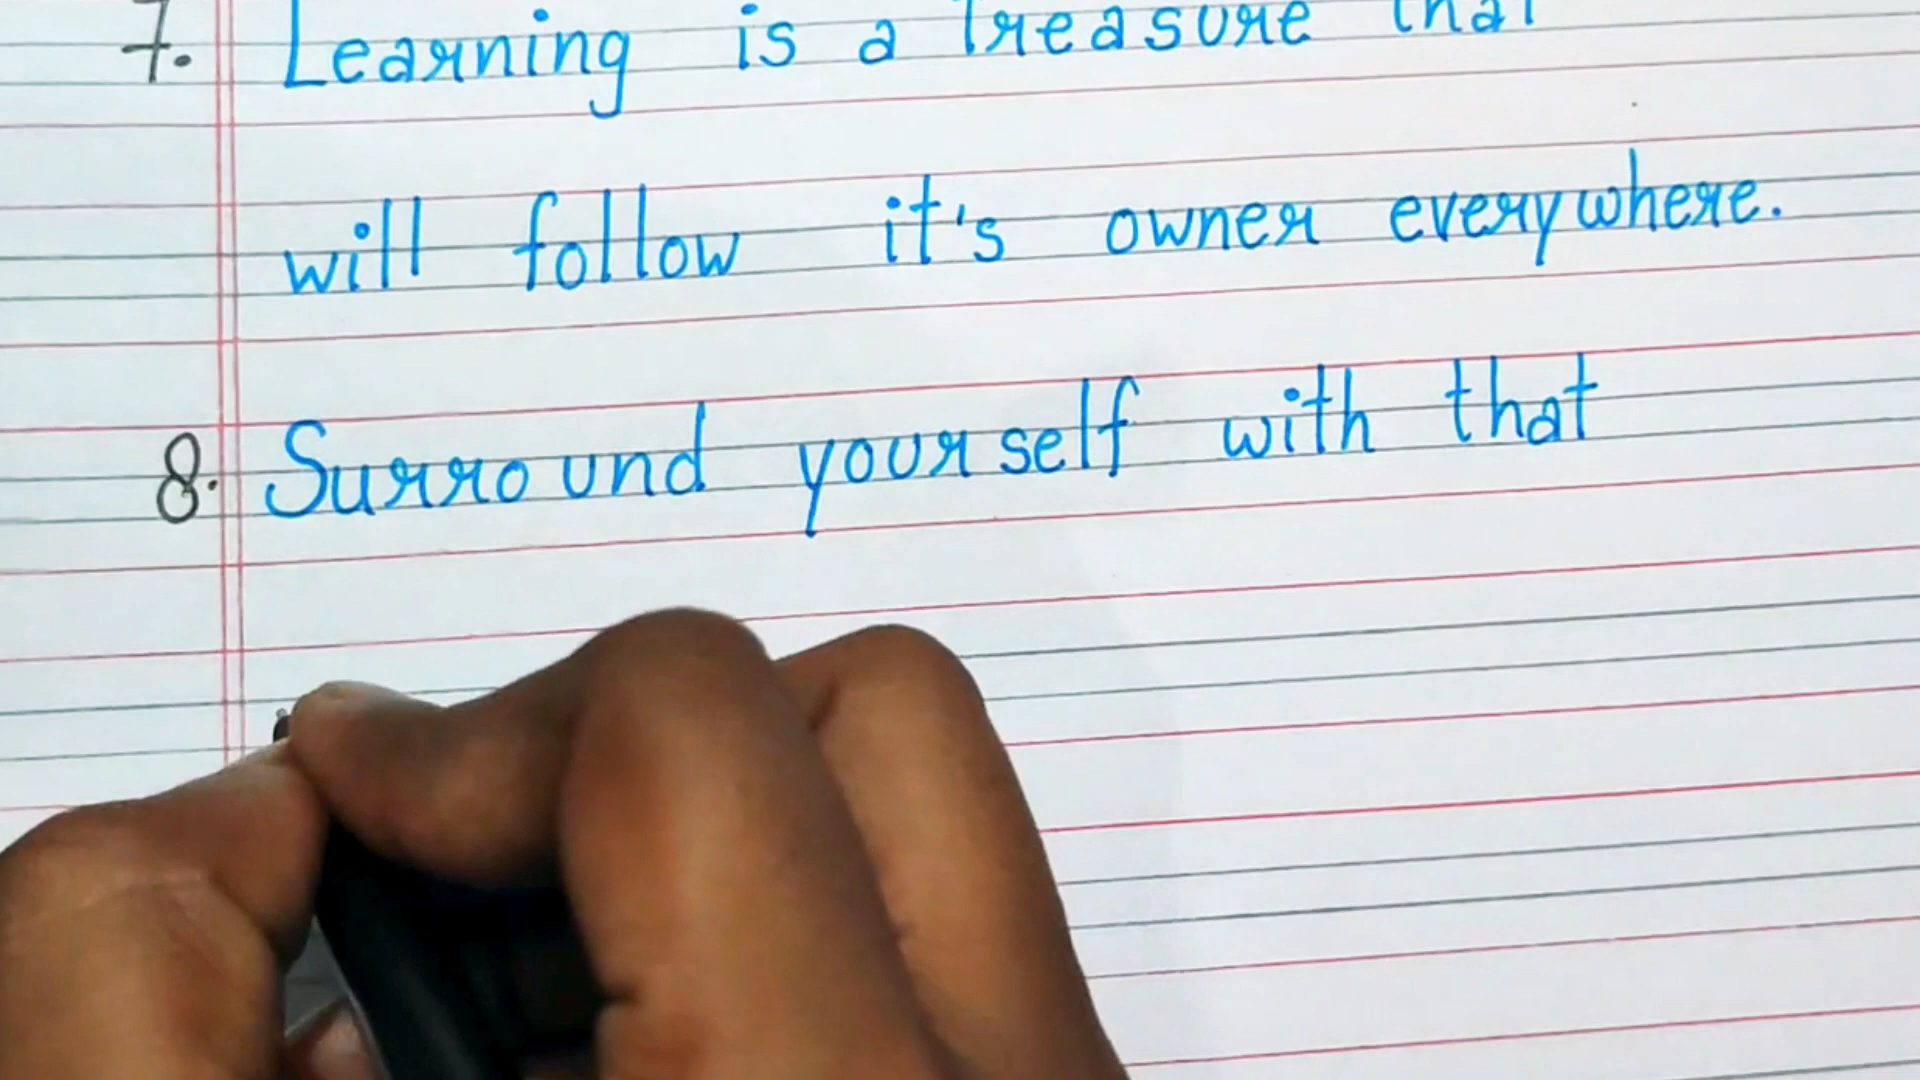 7. Learning is a treasure that
will follow it's owner everywhere.
8. Surround yourself with that